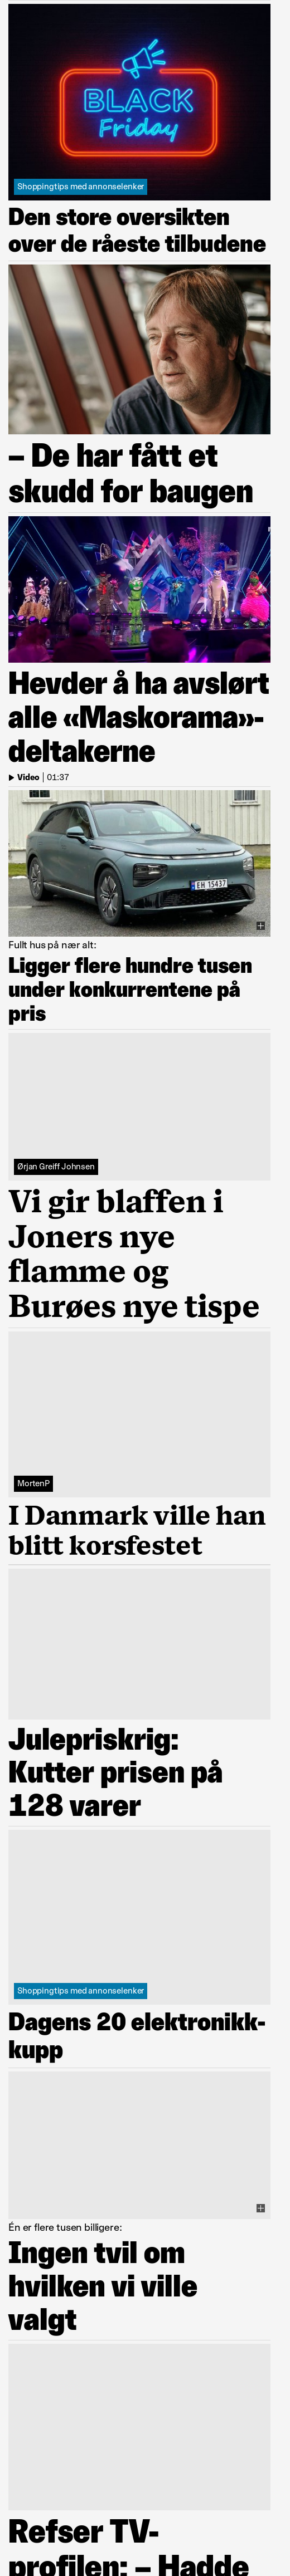 BLACK
Friday
Shoppingtips med annonselenker
Den store oversikten
over de råeste tilbudene
– De har fått et
skudd for baugen
Hevder å ha avslørt
alle «Maskorama»-
deltakerne
Video | 01:37
EH 15437
Fullt hus på nær alt:
Ligger flere hundre tusen
under konkurrentene på
pris
Ørjan Greiff Johnsen
Vi gir blaffen i
Joners nye
flamme og
Burøes nye tispe
MortenP
I Danmark ville han
blitt korsfestet
Julepriskrig:
Kutter prisen på
128 varer
Shoppingtips med annonselenker
Dagens 20 elektronikk-
kupp
Én er flere tusen billigere:
Ingen tvil om
hvilken vi ville
valgt
Refser TV-
profilen: – Hadde